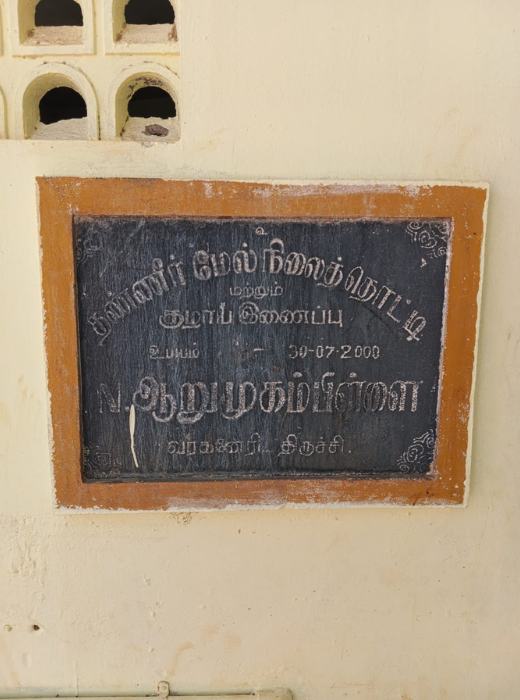 உ
தண்ணீர் மேல் நிலைத்தொட்டி
மற்றும்
குழாய் இணைப்பு
உபயம் :- 30-07-2000
N. ஆறுமுகம்பிள்ளை
வரகனேரி, திருச்சி.